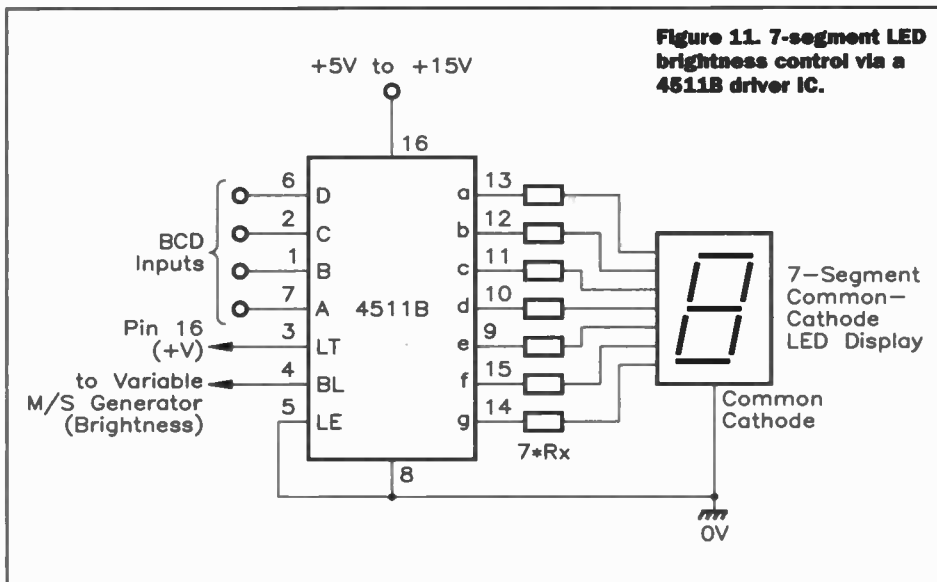 Figure 11. 7-segment LED
brightness control via a
4511B driver IC.
+5V to +15V
16
6
D
2
C
BCD
Inputs
1
B
7
A
4511B
Pin 16
(+V)
3
LT
to Variable
M/S Generator
(Brightness)
4
BL
5
LE
8
a
13
b
12
c
11
d
10
e
9
f
15
g
14
7*Rx
7-Segment
Common-
Cathode
LED Display
Common
Cathode
0V